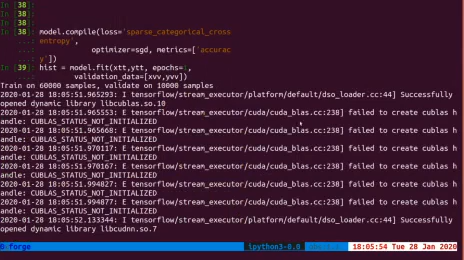 In [38]:
In [38]:
In [38]:
In [38]: model.compile(loss='sparse_categorical_cross
...: entropy',
...: optimizer=sgd, metrics=['accurac
...: y'])
In [39]: hist = model.fit(xtt,ytt, epochs=
...: validation_data=[xvv,yvv])
Train on 60000 samples, validate on 10000 samples
2020-01-28 18:05:51.965293: I tensorflow/stream_executor/platform/default/dso_loader.cc:44] Successfully
opened dynamic library libcublas.so.10
2020-01-28 18:05:51.965553: E tensorflow/stream_executor/cuda/cuda_blas.cc:238] failed to create cublas h
andle: CUBLAS_STATUS_NOT_INITIALIZED
2020-01-28 18:05:51.965668: E tensorflow/stream_executor/cuda/cuda_blas.cc:238] failed to create cublas h
andle: CUBLAS_STATUS_NOT_INITIALIZED
2020-01-28 18:05:51.970117: E tensorflow/stream_executor/cuda/cuda_blas.cc:238] failed to create cublas h
andle: CUBLAS_STATUS_NOT_INITIALIZED
2020-01-28 18:05:51.970167: E tensorflow/stream_executor/cuda/cuda_blas.cc:238] failed to create cublas h
andle: CUBLAS_STATUS_NOT_INITIALIZED
2020-01-28 18:05:51.994827: E tensorflow/stream_executor/cuda/cuda_blas.cc:238] failed to create cublas h
andle: CUBLAS_STATUS_NOT_INITIALIZED
2020-01-28 18:05:51.994877: E tensorflow/stream_executor/cuda/cuda_blas.cc:238] failed to create cublas h
andle: CUBLAS_STATUS_NOT_INITIALIZED
2020-01-28 18:05:52.133344: I tensorflow/stream_executor/platform/default/dso_loader.cc:44] Successfully
opened dynamic library libcudnn.so.7
forge ipython3-0.0 18:05:54 Tue 28 Jan 2020